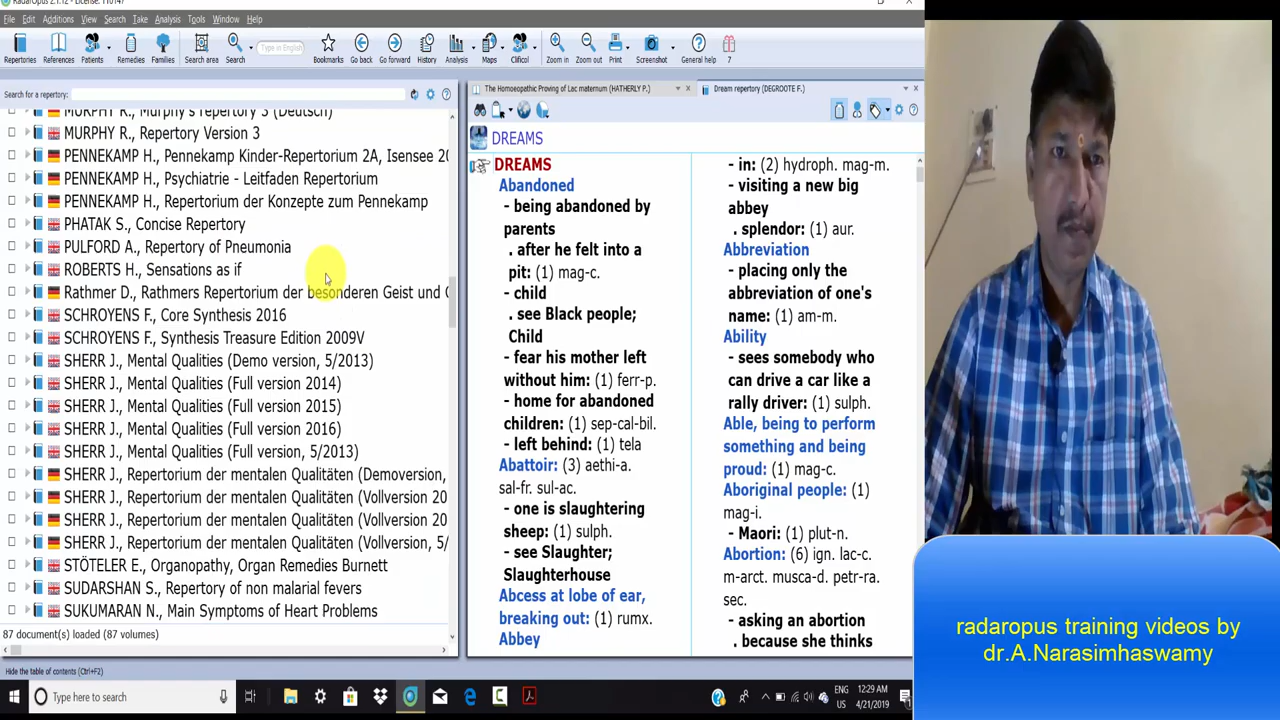 RadarOpus 2.1.12 - License: 110147
File Edit Additions View Search Take Analysis Tools Window Help
Type in English
Repertories References Patients Remedies Families Search area Search Bookmarks Go back Go forward History Analysis Maps Clificol Zoom in Zoom out Print Screenshot General help 7
Search for a repertory:
MURPHY R., Murphy's repertory 3 (Deutsch)
MURPHY R., Repertory Version 3
PENNEKAMP H., Pennekamp Kinder-Repertorium 2A, Isensee 20
PENNEKAMP H., Psychiatrie - Leitfaden Repertorium
PENNEKAMP H., Repertorium der Konzepte zum Pennekamp
PHATAK S., Concise Repertory
PULFORD A., Repertory of Pneumonia
ROBERTS H., Sensations as if
Rathmer D., Rathmers Repertorium der besonderen Geist und G
SCHROYENS F., Core Synthesis 2016
SCHROYENS F., Synthesis Treasure Edition 2009V
SHERR J., Mental Qualities (Demo version, 5/2013)
SHERR J., Mental Qualities (Full version 2014)
SHERR J., Mental Qualities (Full version 2015)
SHERR J., Mental Qualities (Full version 2016)
SHERR J., Mental Qualities (Full version, 5/2013)
SHERR J., Repertorium der mentalen Qualitäten (Demoversion,
SHERR J., Repertorium der mentalen Qualitäten (Vollversion 20
SHERR J., Repertorium der mentalen Qualitäten (Vollversion 20
SHERR J., Repertorium der mentalen Qualitäten (Vollversion, 5/
STÖTELER E., Organopathy, Organ Remedies Burnett
SUDARSHAN S., Repertory of non malarial fevers
SUKUMARAN N., Main Symptoms of Heart Problems
87 document(s) loaded (87 volumes)
Hide the table of contents (Ctrl+F2)
The Homoeopathic Proving of Lac maternum (HATHERLY P.)
Dream repertory (DEGROOTE F.)
DREAMS
DREAMS
Abandoned
- being abandoned by
parents
. after he felt into a
pit: (1) mag-c.
- child
. see Black people;
Child
- fear his mother left
without him: (1) ferr-p.
- home for abandoned
children: (1) sep-cal-bil.
- left behind: (1) tela
Abattoir: (3) aethi-a.
sal-fr. sul-ac.
- one is slaughtering
sheep: (1) sulph.
- see Slaughter;
Slaughterhouse
Abcess at lobe of ear,
breaking out: (1) rumx.
Abbey
- in: (2) hydroph. mag-m.
- visiting a new big
abbey
. splendor: (1) aur.
Abbreviation
- placing only the
abbreviation of one's
name: (1) am-m.
Ability
- sees somebody who
can drive a car like a
rally driver: (1) sulph.
Able, being to perform
something and being
proud: (1) mag-c.
Aboriginal people: (1)
mag-i.
- Maori: (1) plut-n.
Abortion: (6) ign. lac-c.
m-arct. musca-d. petr-ra.
sec.
- asking an abortion
. because she thinks
radaropus training videos by
dr.A.Narasimhaswamy
Type here to search
ENG
US
12:29 AM
4/21/2019